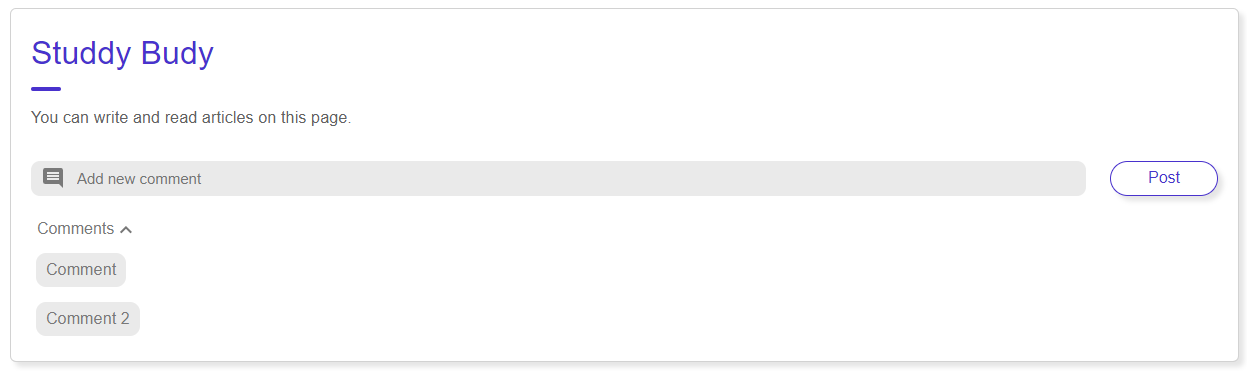 Studdy Budy
You can write and read articles on this page.
Add new comment
Post
Comments
Comment
Comment 2